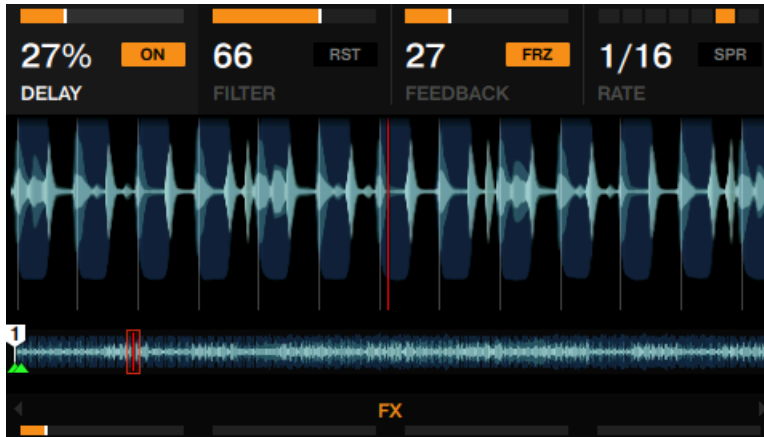 27% ON 66 RST 27 FRZ 1/16 SPR
DELAY FILTER FEEDBACK RATE
1
FX